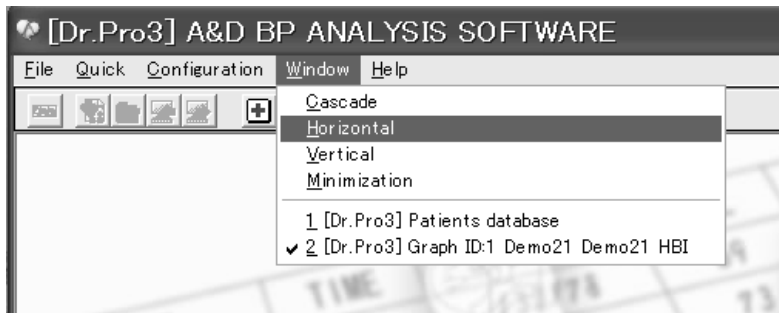 [Dr.Pro3] A&D BP ANALYSIS SOFTWARE
File Quick Configuration Window Help
Cascade
Horizontal
Vertical
Minimization
1 [Dr.Pro3] Patients database
✔ 2 [Dr.Pro3] Graph ID:1 Demo21 Demo21 HBI
TIME
73